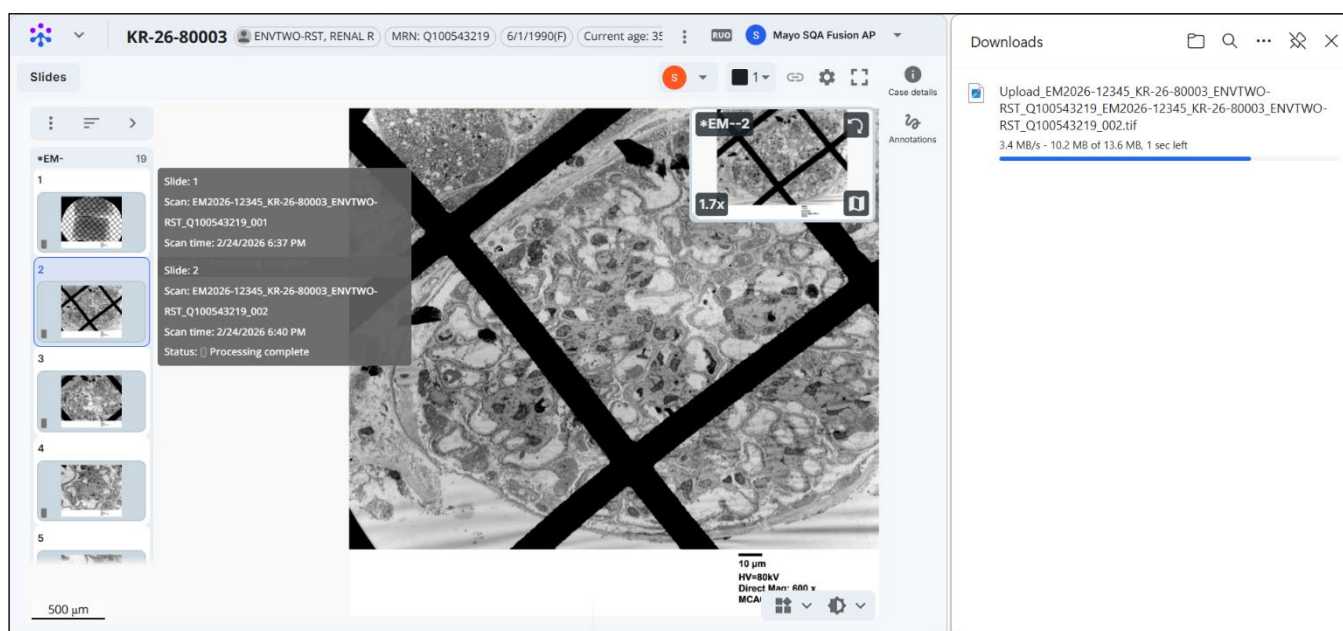 KR-26-80003
ENVTWO-RST, RENAL R
MRN: Q100543219
6/1/1990(F)
Current age: 35
RUO
S
Mayo SQA Fusion AP
Slides
S
1
Case details
Annotations
*EM-
19
1
2
3
4
5
Slide: 1
Scan: EM2026-12345_KR-26-80003_ENVTWO-
RST_Q100543219_001
Scan time: 2/24/2026 6:37 PM
Slide: 2
Scan: EM2026-12345_KR-26-80003_ENVTWO-
RST_Q100543219_002
Scan time: 2/24/2026 6:40 PM
Status: Processing complete
*EM--2
1.7x
10 µm
HV=80kV
Direct Mag: 600 x
500 µm
Downloads
Upload_EM2026-12345_KR-26-80003_ENVTWO-
RST_Q100543219_EM2026-12345_KR-26-80003_ENVTWO-
RST_Q100543219_002.tif
3.4 MB/s - 10.2 MB of 13.6 MB, 1 sec left